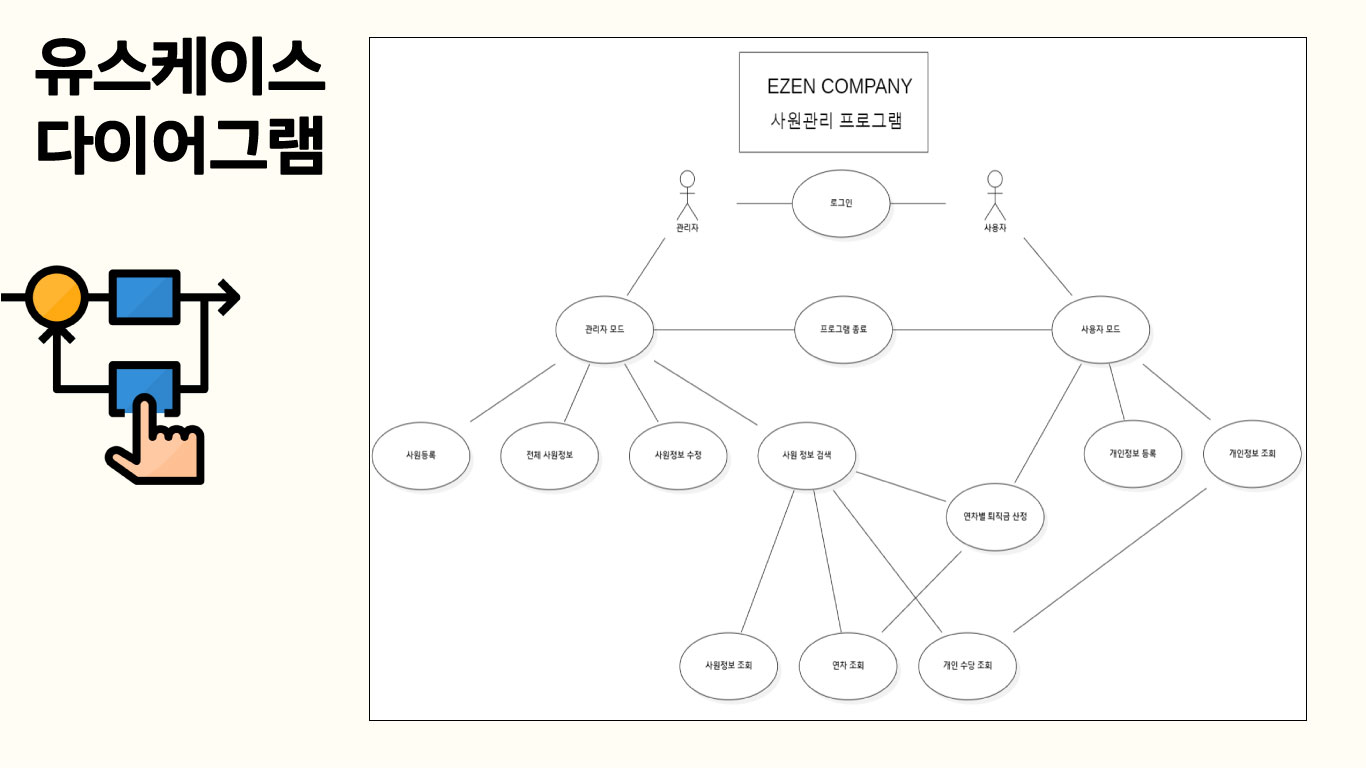 유스케이스
다이어그램
EZEN COMPANY
사원관리 프로그램
관리자
로그인
사용자
관리자 모드
프로그램 종료
사용자 모드
사원등록
전체 사원정보
사원정보 수정
사원 정보 검색
개인정보 등록
개인정보 조회
연차별 퇴직금 산정
사원정보 조회
연차 조회
개인 수당 조회